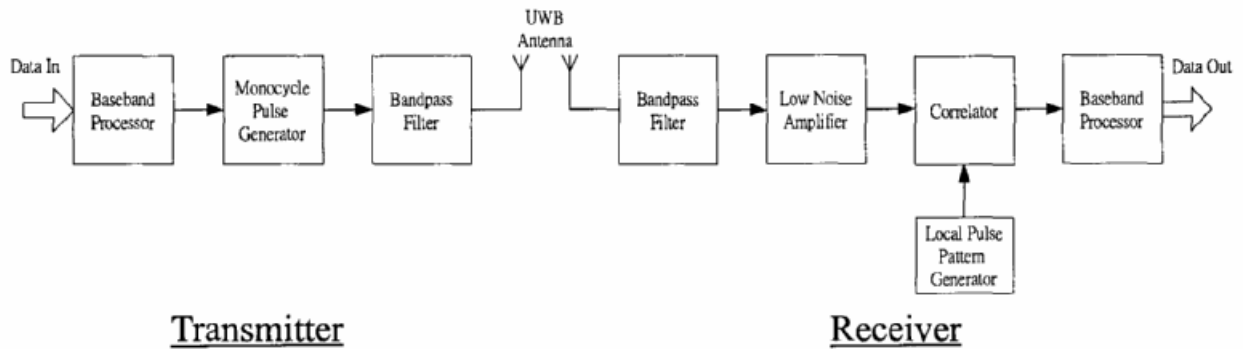 UWB
Antenna
Data In
Baseband
Processor
Monocycle
Pulse
Generator
Bandpass
Filter
Bandpass
Filter
Low Noise
Amplifier
Correlator
Baseband
Processor
Data Out
Local Pulse
Pattern
Generator
Transmitter
Receiver